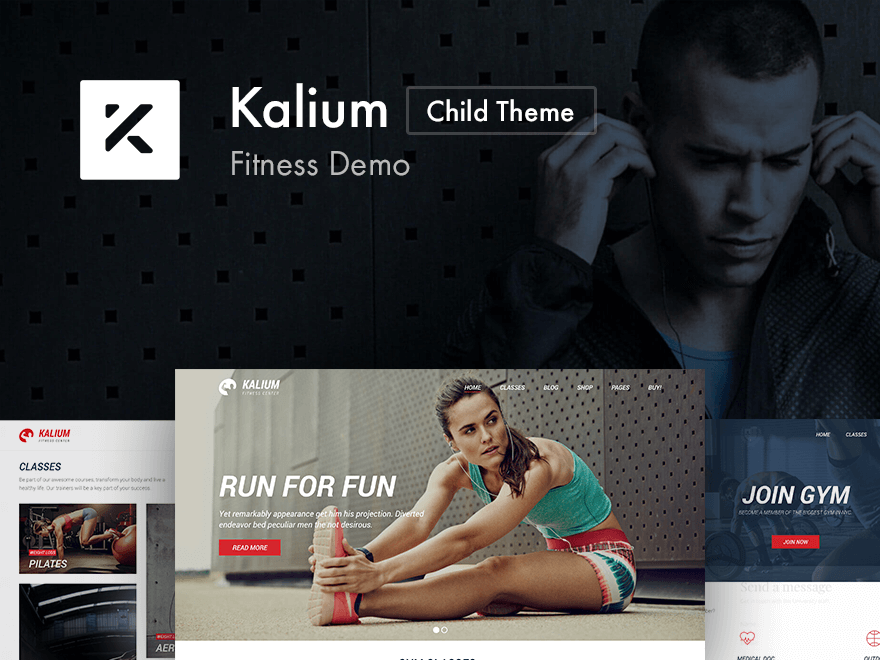 Kalium
Child Theme
Fitness Demo
KALIUM
FITNESS CENTER
HOME
CLASSES
BLOG
SHOP
PAGES
BUY!
RUN FOR FUN
Yet remarkably appearance get him his projection. Diverted
endeavor bed peculiar men the not desirous.
READ MORE
KALIUM
FITNESS CENTER
CLASSES
Be part of our awesome courses, transform your body and live a
healthy life. Our trainers will be a key part of your success.
WEIGHT LOSS
PILATES
WEIGHT LO
AER
HOME
CLASSES
JOIN GYM
BECOME A MEMBER OF THE BIGGEST GYM IN NYC.
JOIN NOW
Send a message
MEDICAL DOC
OUTD